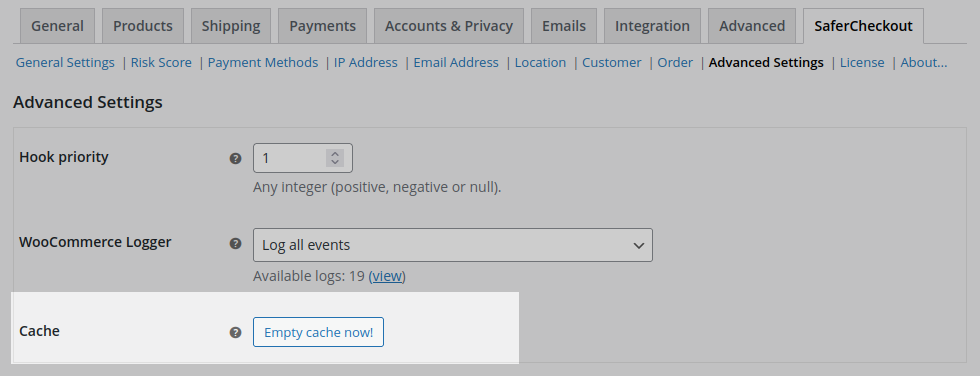 General Products Shipping Payments Accounts & Privacy Emails Integration Advanced SaferCheckout
General Settings | Risk Score | Payment Methods | IP Address | Email Address | Location | Customer | Order | Advanced Settings | License | About...
Advanced Settings
Hook priority ? 1
Any integer (positive, negative or null).
WooCommerce Logger ? Log all events
Available logs: 19 (view)
Cache ? Empty cache now!